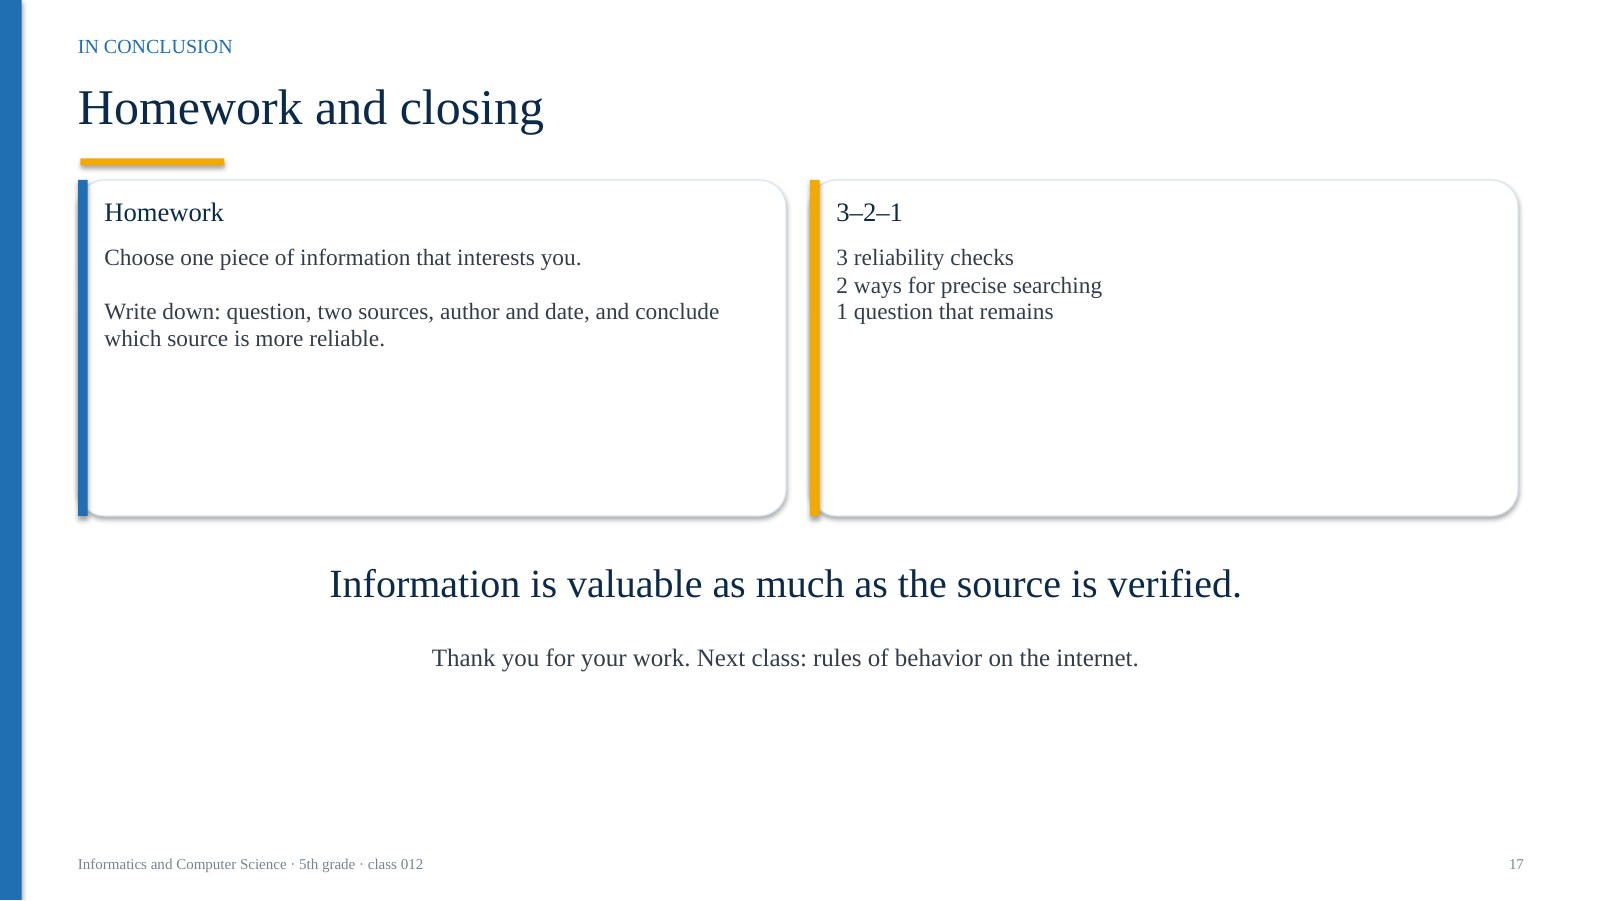 IN CONCLUSION
Homework and closing
Homework
Choose one piece of information that interests you.
Write down: question, two sources, author and date, and conclude
which source is more reliable.
3–2–1
3 reliability checks
2 ways for precise searching
1 question that remains
Information is valuable as much as the source is verified.
Thank you for your work. Next class: rules of behavior on the internet.
Informatics and Computer Science · 5th grade · class 012
17